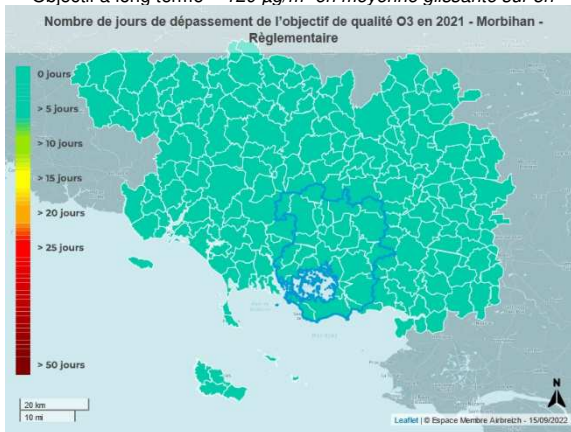 Objectif à long terme 120 µg/m³ en moyenne glissante sur 8h
Nombre de jours de dépassement de l'objectif de qualité O3 en 2021 - Morbihan -
Règlementaire
0 jours
> 5 jours
> 10 jours
> 15 jours
> 20 jours
> 25 jours
> 50 jours
20 km
10 mi
N
Leaflet | © Espace Membre Airbreizh - 15/09/2022